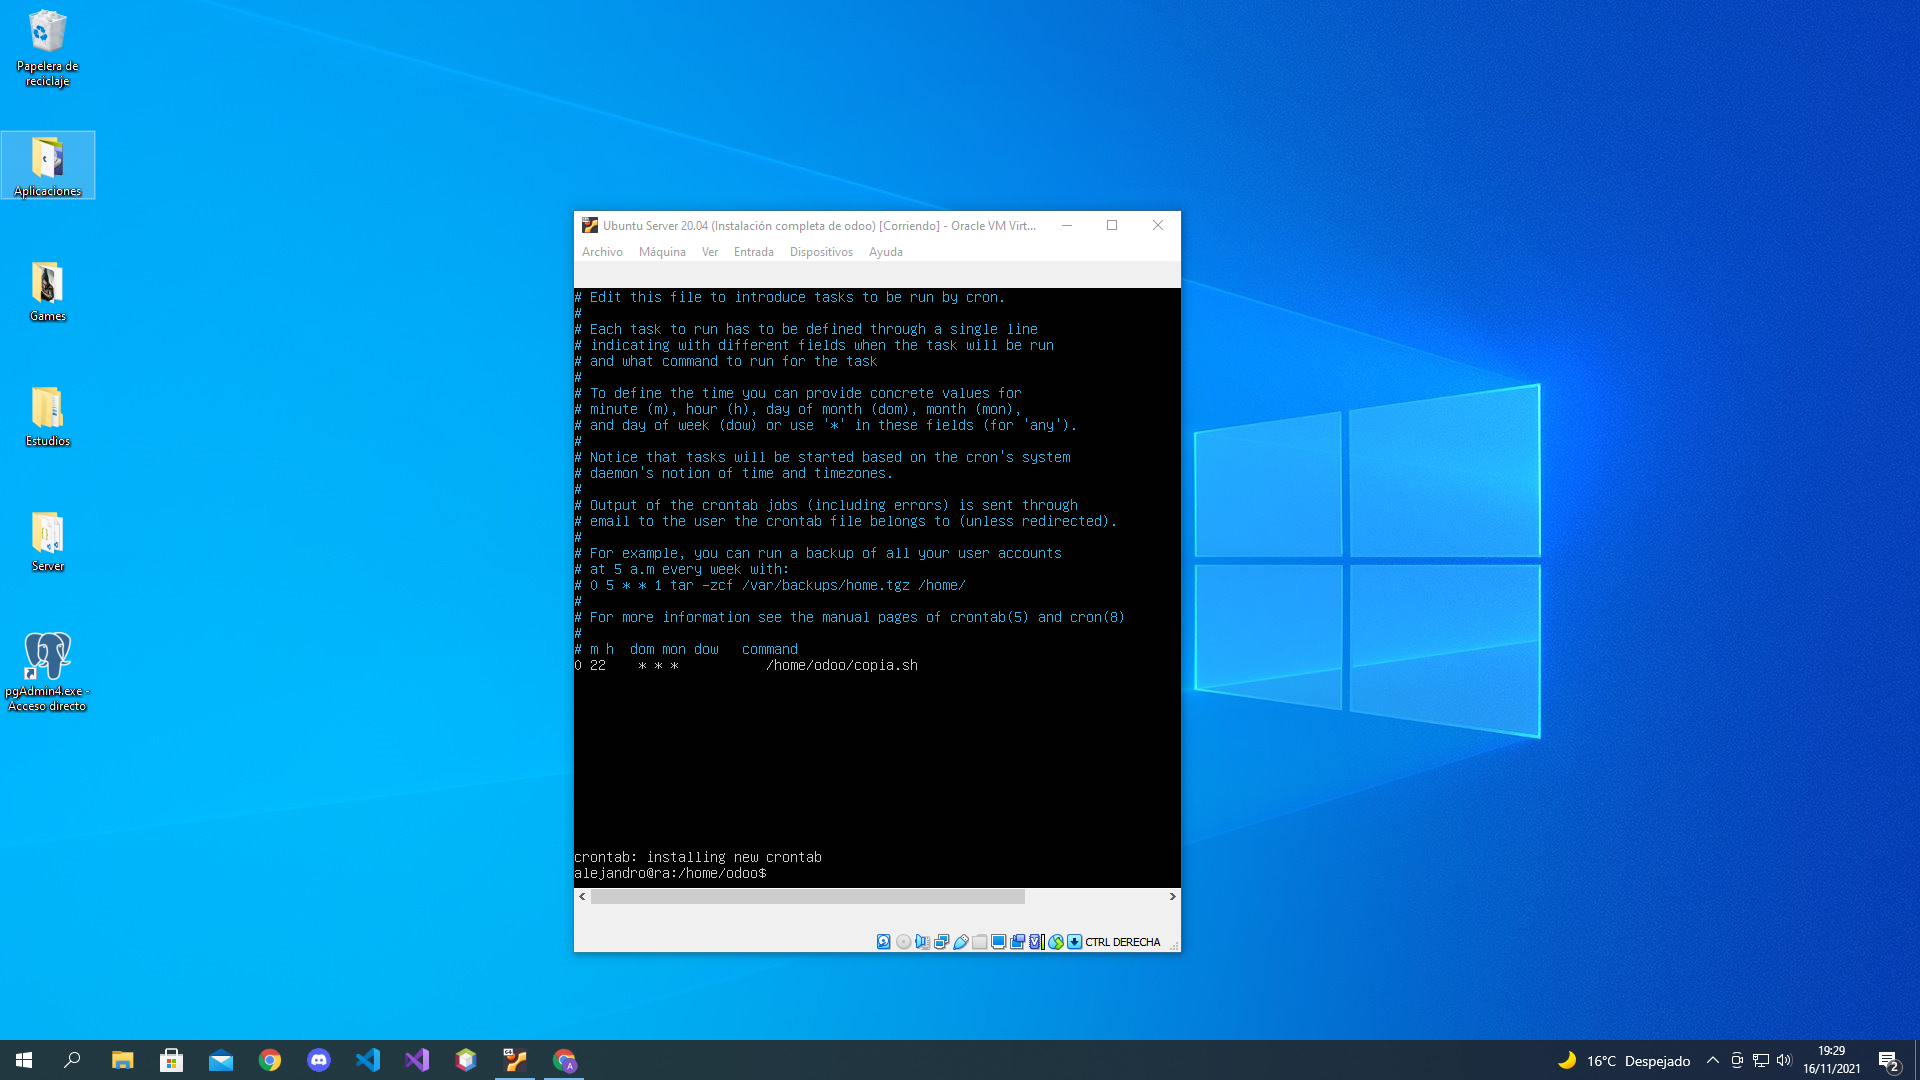 Papelera de
reciclaje
Aplicaciones
Games
Estudios
Server
pgAdmin4.exe -
Acceso directo
Ubuntu Server 20.04 (Instalación completa de odoo) [Corriendo] - Oracle VM Virt...
Archivo Máquina Ver Entrada Dispositivos Ayuda
# Edit this file to introduce tasks to be run by cron.
#
# Each task to run has to be defined through a single line
# indicating with different fields when the task will be run
# and what command to run for the task
#
# To define the time you can provide concrete values for
# minute (m), hour (h), day of month (dom), month (mon),
# and day of week (dow) or use '*' in these fields (for 'any').
#
# Notice that tasks will be started based on the cron's system
# daemon's notion of time and timezones.
#
# Output of the crontab jobs (including errors) is sent through
# email to the user the crontab file belongs to (unless redirected).
#
# For example, you can run a backup of all your user accounts
# at 5 a.m every week with:
# 0 5 * * 1 tar -zcf /var/backups/home.tgz /home/
#
# For more information see the manual pages of crontab(5) and cron(8)
#
# m h  dom mon dow   command
0 22    * * *           /home/odoo/copia.sh
crontab: installing new crontab
alejandro@ra:/home/odoo$
CTRL DERECHA
16°C Despejado
19:29
16/11/2021
2